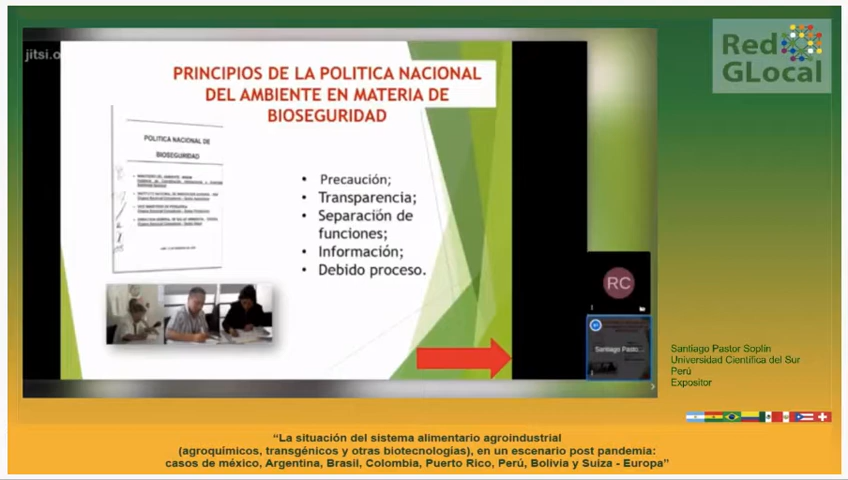 jitsi.o
Red
GLocal
PRINCIPIOS DE LA POLITICA NACIONAL
DEL AMBIENTE EN MATERIA DE
BIOSEGURIDAD
POLITICA NACIONAL DE
BIOSEGURIDAD
• Precaución;
• Transparencia;
• Separación de
funciones;
• Información;
• Debido proceso.
RC
Santiago Pasto...
Santiago Pastor Soplín
Universidad Científica del Sur
Perú
Expositor
“La situación del sistema alimentario agroindustrial
(agroquímicos, transgénicos y otras biotecnologías), en un escenario post pandemia:
casos de méxico, Argentina, Brasil, Colombia, Puerto Rico, Perú, Bolivia y Suiza - Europa”